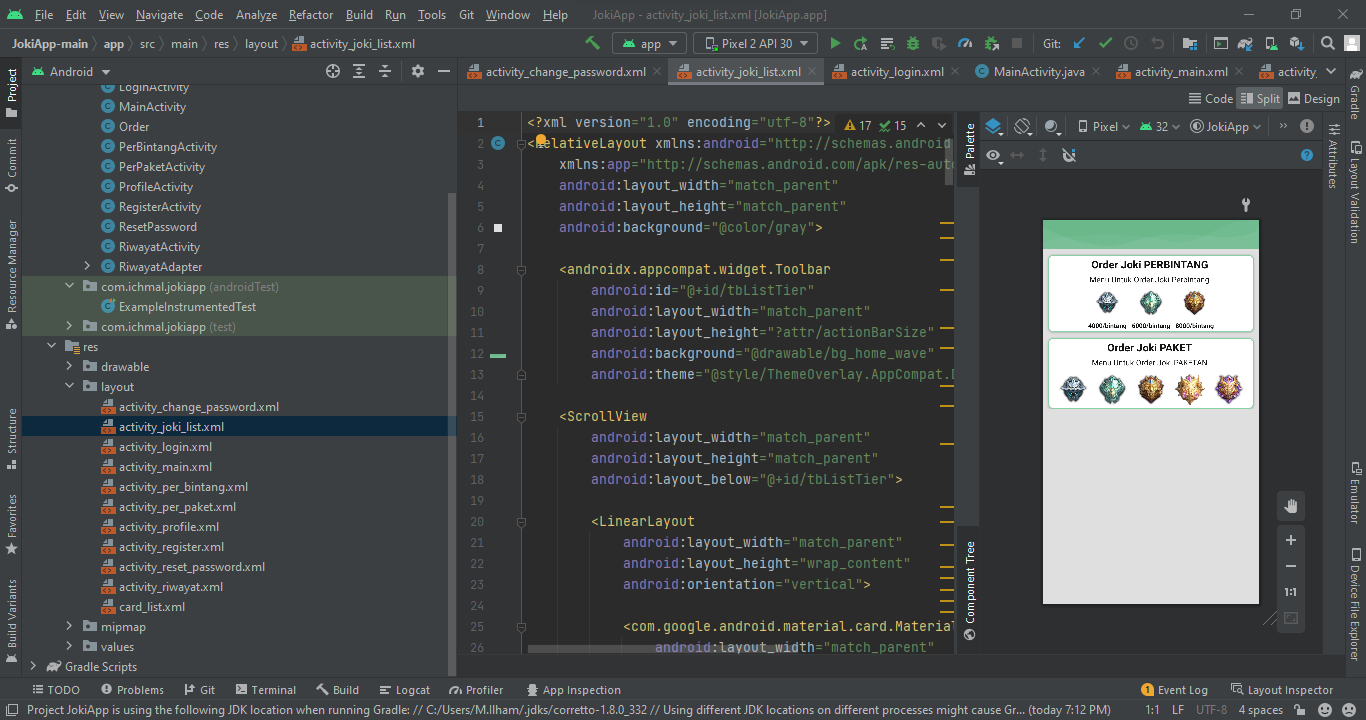 File Edit View Navigate Code Analyze Refactor Build Run Tools Git Window Help JokiApp - activity_joki_list.xml [JokiApp.app]
JokiApp-main app src main res layout activity_joki_list.xml app Pixel 2 API 30 Git:
Project
Android
activity_change_password.xml activity_joki_list.xml activity_login.xml MainActivity.java activity_main.xml activity_
Gradle
Code Split Design
LoginActivity
MainActivity
Order
PerBintangActivity
PerPaketActivity
ProfileActivity
RegisterActivity
ResetPassword
RiwayatActivity
RiwayatAdapter
com.ichmal.jokiapp (androidTest)
ExampleInstrumentedTest
com.ichmal.jokiapp (test)
res
drawable
layout
activity_change_password.xml
activity_joki_list.xml
activity_login.xml
activity_main.xml
activity_per_bintang.xml
activity_per_paket.xml
activity_profile.xml
activity_register.xml
activity_reset_password.xml
activity_riwayat.xml
card_list.xml
mipmap
values
Gradle Scripts
Commit
Resource Manager
Structure
Favorites
Build Variants
17 15
1 <?xml version="1.0" encoding="utf-8"?>
2 <RelativeLayout xmlns:android="http://schemas.android
3 xmlns:app="http://schemas.android.com/apk/res-aut
4 android:layout_width="match_parent"
5 android:layout_height="match_parent"
6 android:background="@color/gray">
7
8 <androidx.appcompat.widget.Toolbar
9 android:id="@+id/tbListTier"
10 android:layout_width="match_parent"
11 android:layout_height="?attr/actionBarSize"
12 android:background="@drawable/bg_home_wave"
13 android:theme="@style/ThemeOverlay.AppCompat.D
14
15 <ScrollView
16 android:layout_width="match_parent"
17 android:layout_height="match_parent"
18 android:layout_below="@+id/tbListTier">
19
20 <LinearLayout
21 android:layout_width="match_parent"
22 android:layout_height="wrap_content"
23 android:orientation="vertical">
24
25 <com.google.android.material.card.Material
26 android:layout_width="match_parent"
Palette
Component Tree
Pixel 32 JokiApp
Order Joki PERBINTANG
Menu Untuk Order Joki Perbintang
4000/bintang 6000/bintang 8000/bintang
Order Joki PAKET
Menu Untuk Order Joki PAKETAN
1:1
Attributes
Layout Validation
Emulator
Device File Explorer
TODO Problems Git Terminal Build Logcat Profiler App Inspection 1 Event Log Layout Inspector
Project JokiApp is using the following JDK location when running Gradle: // C:/Users/M.Ilham/.jdks/corretto-1.8.0_332 // Using different JDK locations on different processes might cause Gr... (today 7:12 PM) 1:1 LF UTF-8 4 spaces